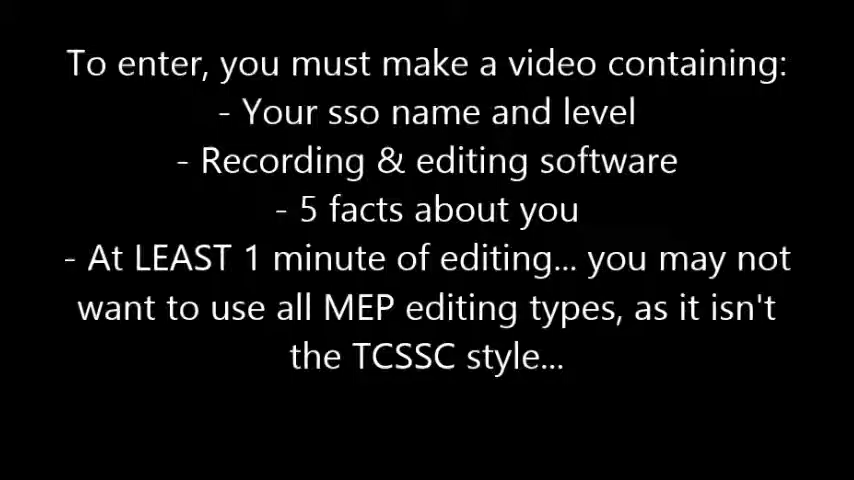 To enter, you must make a video containing:
- Your sso name and level
- Recording & editing software
- 5 facts about you
- At LEAST 1 minute of editing... you may not
want to use all MEP editing types, as it isn't
the TCSSC style...